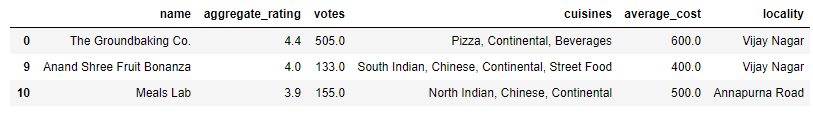 name aggregate_rating votes cuisines average_cost locality
0 The Groundbaking Co. 4.4 505.0 Pizza, Continental, Beverages 600.0 Vijay Nagar
9 Anand Shree Fruit Bonanza 4.0 133.0 South Indian, Chinese, Continental, Street Food 400.0 Vijay Nagar
10 Meals Lab 3.9 155.0 North Indian, Chinese, Continental 500.0 Annapurna Road